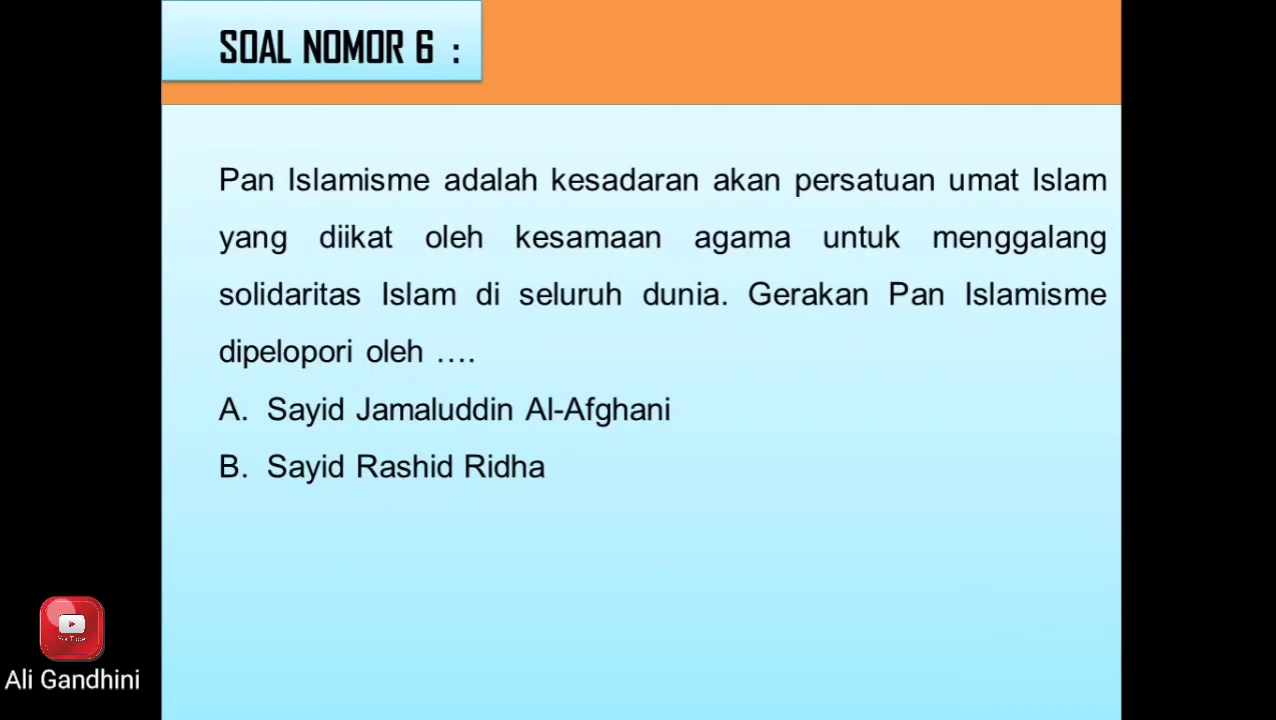 SOAL NOMOR 6 :
Pan Islamisme adalah kesadaran akan persatuan umat Islam
yang diikat oleh kesamaan agama untuk menggalang
solidaritas Islam di seluruh dunia. Gerakan Pan Islamisme
dipelopori oleh ….
A. Sayid Jamaluddin Al-Afghani
B. Sayid Rashid Ridha
YouTube
Ali Gandhini